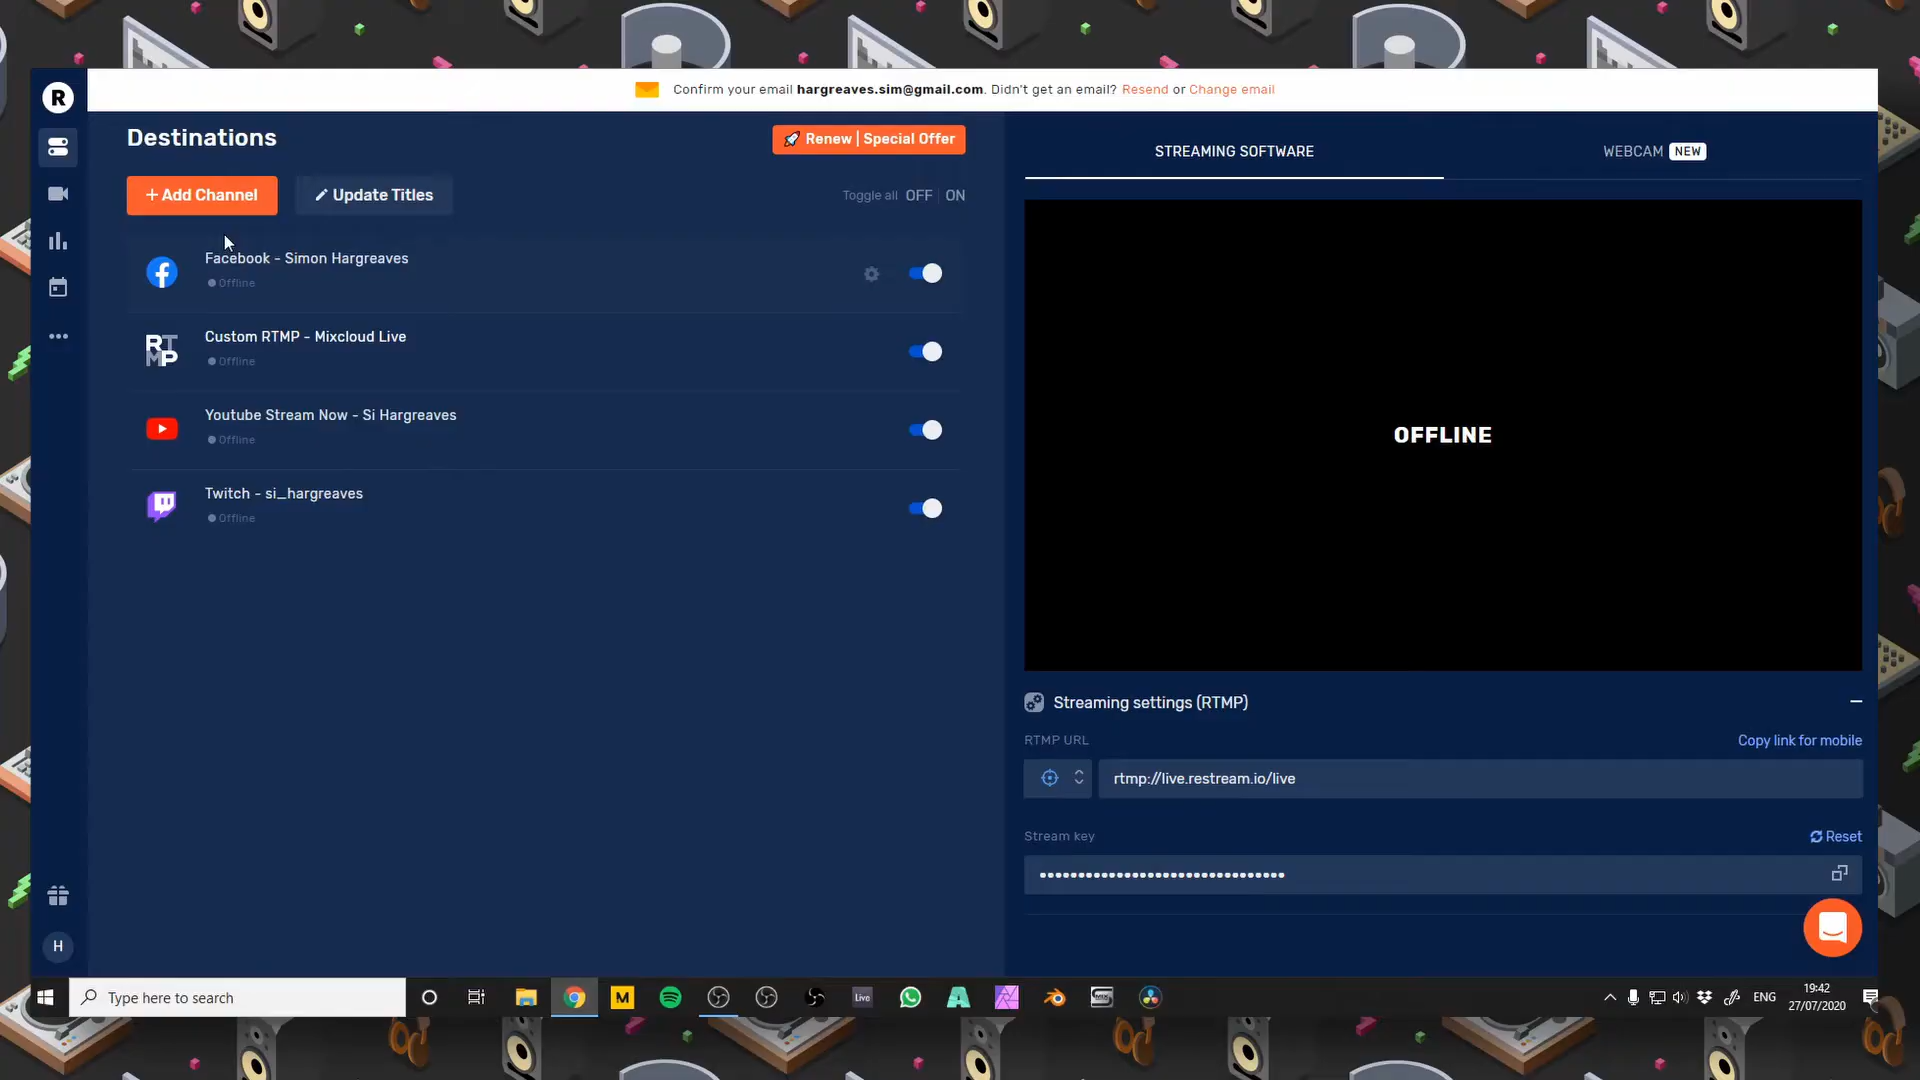 R
Confirm your email hargreaves.sim@gmail.com. Didn't get an email? Resend or Change email
Destinations
Renew | Special Offer
+ Add Channel
Update Titles
Toggle all OFF | ON
Facebook - Simon Hargreaves
Offline
RTMP
Custom RTMP - Mixcloud Live
Offline
Youtube Stream Now - Si Hargreaves
Offline
Twitch - si_hargreaves
Offline
STREAMING SOFTWARE
WEBCAM NEW
OFFLINE
Streaming settings (RTMP)
RTMP URL
Copy link for mobile
rtmp://live.restream.io/live
Stream key
Reset
H
Type here to search
M
Live
ENG
19:42
27/07/2020